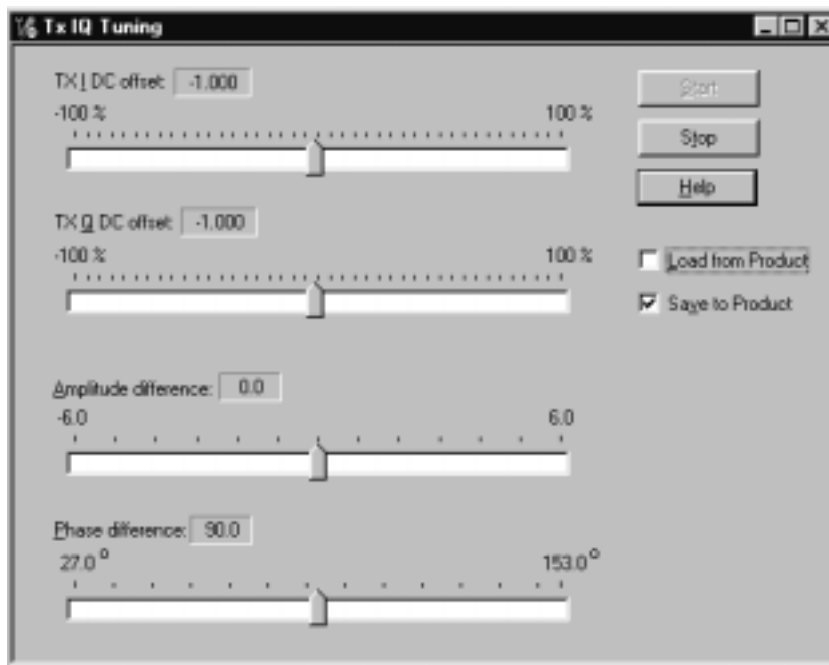 Tx IQ Tuning
TX I DC offset: -1.000
-100 % 100 %
TX Q DC offset: -1.000
-100 % 100 %
Amplitude difference: 0.0
-6.0 6.0
Phase difference: 90.0
27.0 ° 153.0 °
Start
Stop
Help
Load from Product
Save to Product